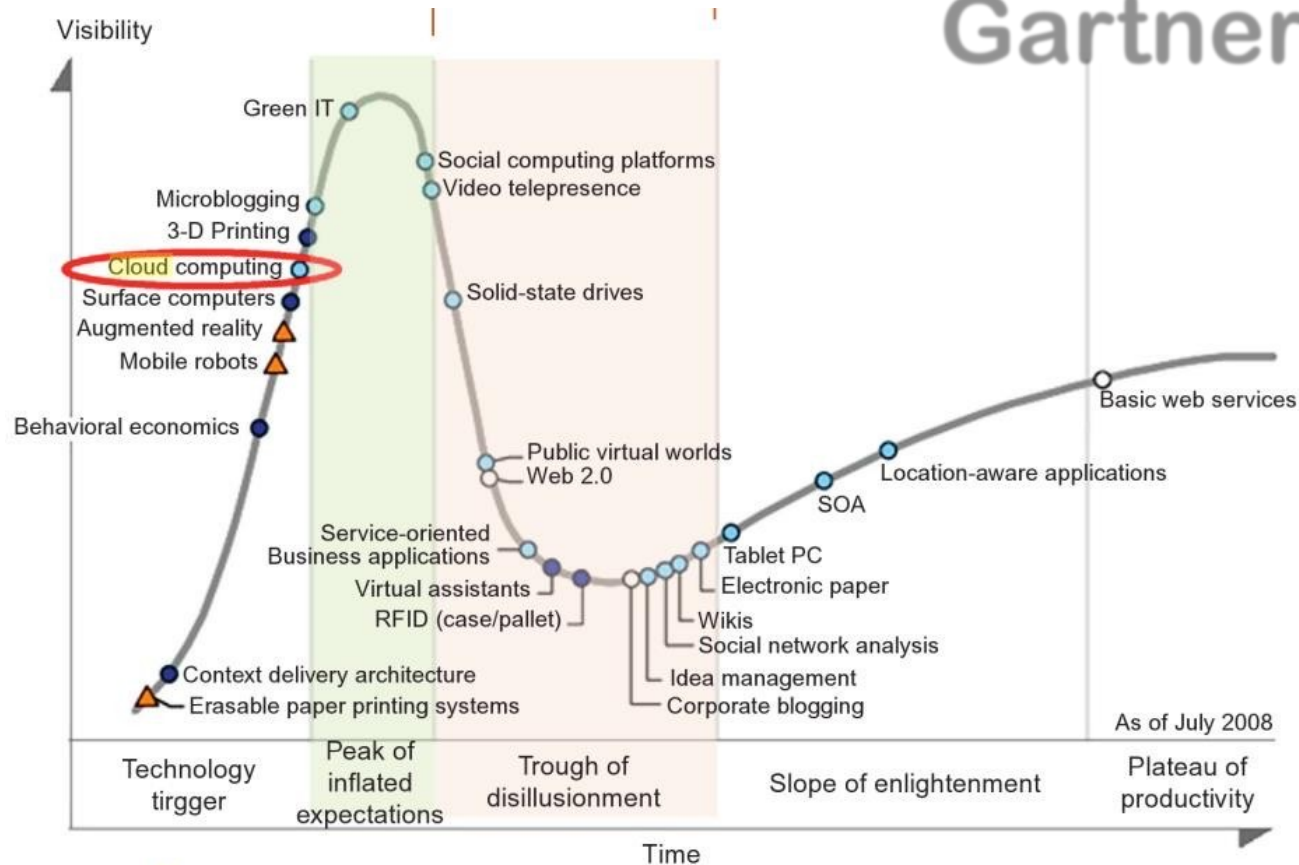 Gartner
Visibility
Green IT
Social computing platforms
Video telepresence
Microblogging
3-D Printing
Cloud computing
Solid-state drives
Surface computers
Augmented reality
Mobile robots
Basic web services
Behavioral economics
Public virtual worlds
Web 2.0
Location-aware applications
SOA
Service-oriented
Business applications
Tablet PC
Virtual assistants
Electronic paper
RFID (case/pallet)
Wikis
Social network analysis
Context delivery architecture
Idea management
Erasable paper printing systems
Corporate blogging
As of July 2008
Technology
tirgger
Peak of
inflated
expectations
Trough of
disillusionment
Slope of enlightenment
Plateau of
productivity
Time